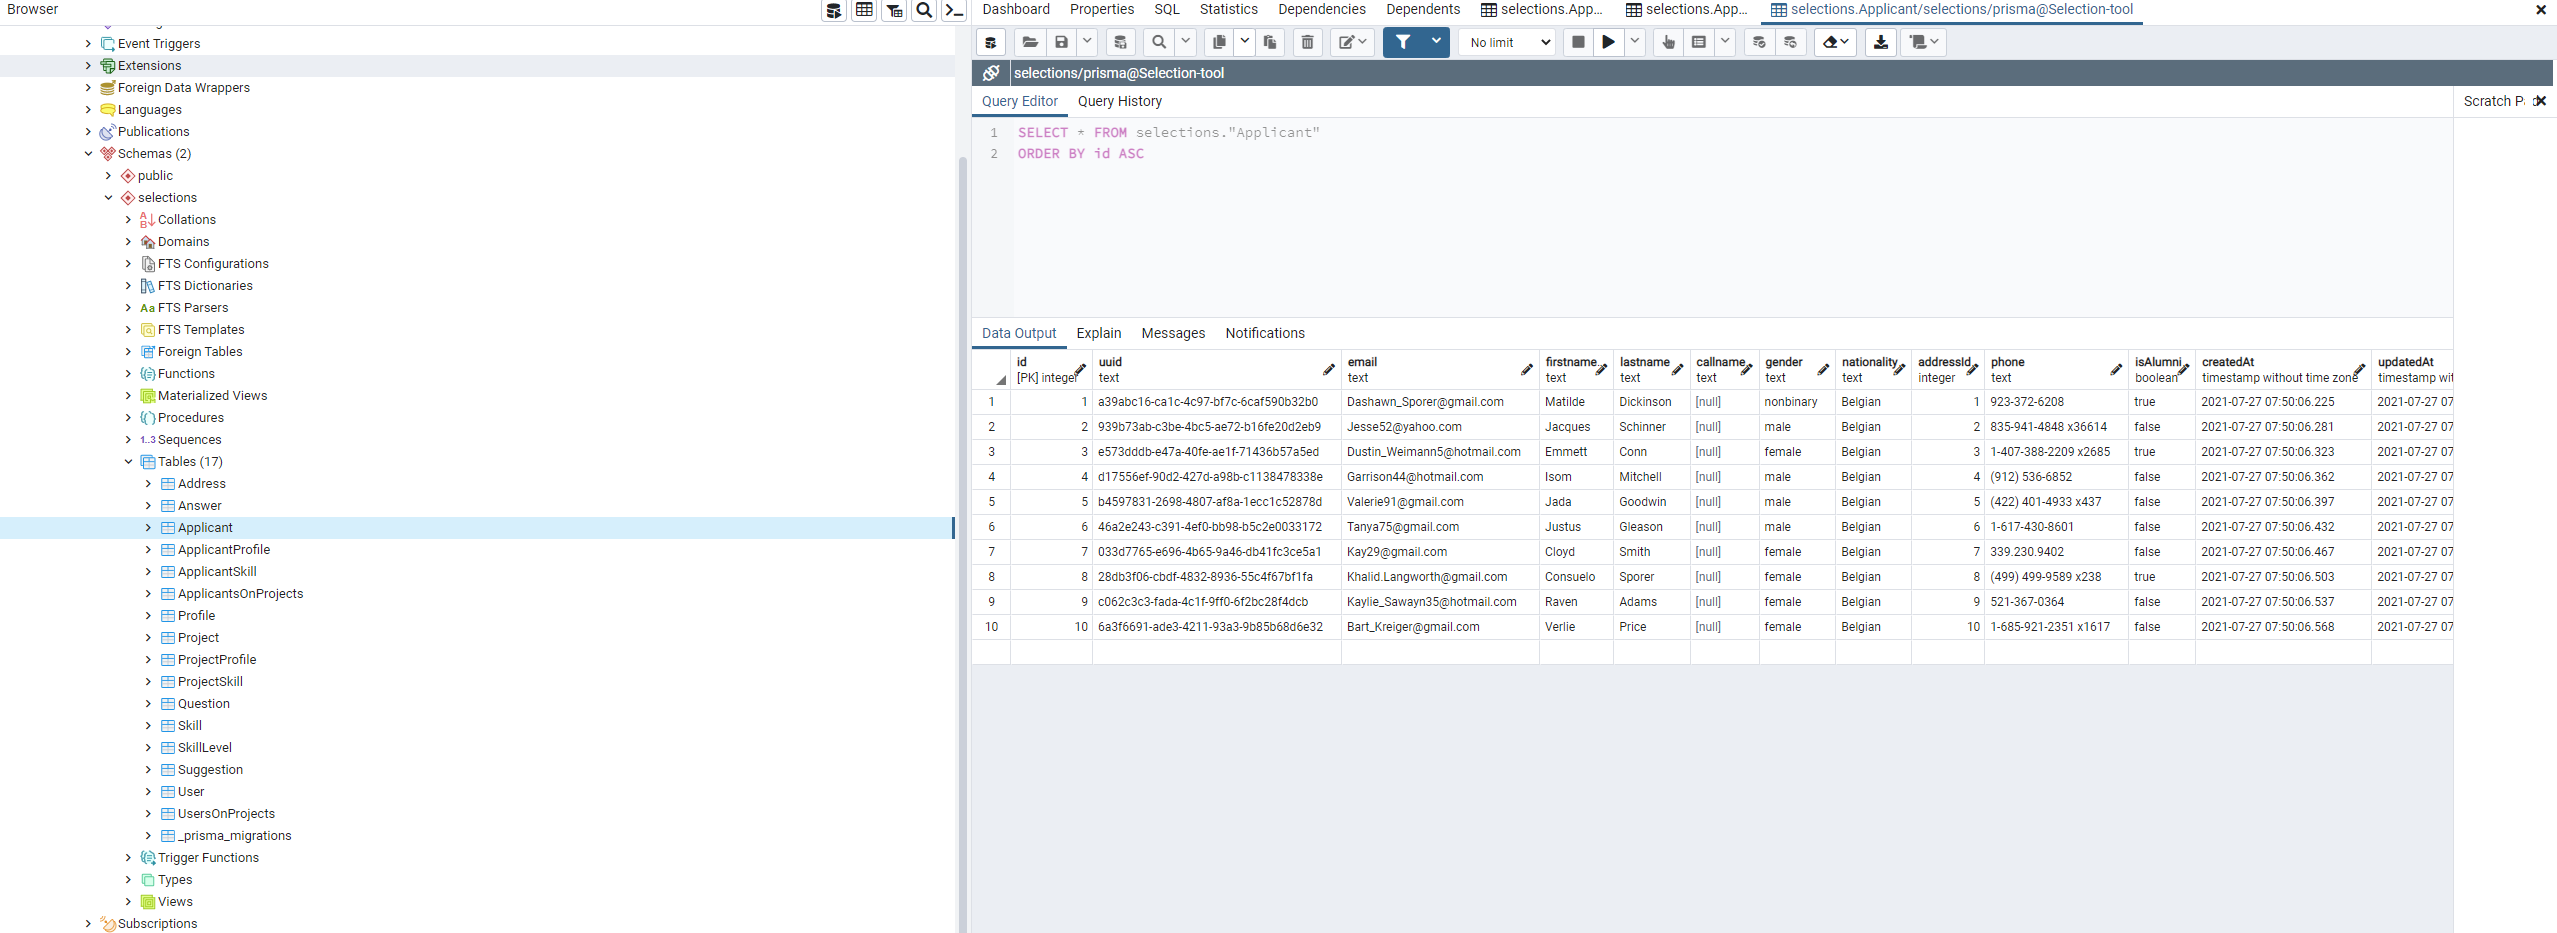 Browser
Event Triggers
Extensions
Foreign Data Wrappers
Languages
Publications
Schemas (2)
public
selections
Collations
Domains
FTS Configurations
FTS Dictionaries
Aa FTS Parsers
FTS Templates
Foreign Tables
Functions
Materialized Views
Procedures
1..3 Sequences
Tables (17)
Address
Answer
Applicant
ApplicantProfile
ApplicantSkill
ApplicantsOnProjects
Profile
Project
ProjectProfile
ProjectSkill
Question
Skill
SkillLevel
Suggestion
User
UsersOnProjects
_prisma_migrations
Trigger Functions
Types
Views
Subscriptions
Dashboard Properties SQL Statistics Dependencies Dependents selections.App... selections.App... selections.Applicant/selections/prisma@Selection-tool
No limit
selections/prisma@Selection-tool
Query Editor Query History Scratch P
1 SELECT * FROM selections."Applicant"
2 ORDER BY id ASC
Data Output Explain Messages Notifications
id uuid email firstname lastname callname gender nationality addressId phone isAlumni createdAt updatedAt
[PK] integer text text text text text text text integer text boolean timestamp without time zone timestamp wit
1 1 a39abc16-ca1c-4c97-bf7c-6caf590b32b0 Dashawn_Sporer@gmail.com Matilde Dickinson [null] nonbinary Belgian 1 923-372-6208 true 2021-07-27 07:50:06.225 2021-07-27 07
2 2 939b73ab-c3be-4bc5-ae72-b16fe20d2eb9 Jesse52@yahoo.com Jacques Schinner [null] male Belgian 2 835-941-4848 x36614 false 2021-07-27 07:50:06.281 2021-07-27 07
3 3 e573dddb-e47a-40fe-ae1f-71436b57a5ed Dustin_Weimann5@hotmail.com Emmett Conn [null] female Belgian 3 1-407-388-2209 x2685 true 2021-07-27 07:50:06.323 2021-07-27 07
4 4 d17556ef-90d2-427d-a98b-c1138478338e Garrison44@hotmail.com Isom Mitchell [null] male Belgian 4 (912) 536-6852 false 2021-07-27 07:50:06.362 2021-07-27 07
5 5 b4597831-2698-4807-af8a-1ecc1c52878d Valerie91@gmail.com Jada Goodwin [null] male Belgian 5 (422) 401-4933 x437 false 2021-07-27 07:50:06.397 2021-07-27 07
6 6 46a2e243-c391-4ef0-bb98-b5c2e0033172 Tanya75@gmail.com Justus Gleason [null] male Belgian 6 1-617-430-8601 false 2021-07-27 07:50:06.432 2021-07-27 07
7 7 033d7765-e696-4b65-9a46-db41fc3ce5a1 Kay29@gmail.com Cloyd Smith [null] female Belgian 7 339.230.9402 false 2021-07-27 07:50:06.467 2021-07-27 07
8 8 28db3f06-cbdf-4832-8936-55c4f67bf1fa Khalid.Langworth@gmail.com Consuelo Sporer [null] female Belgian 8 (499) 499-9589 x238 true 2021-07-27 07:50:06.503 2021-07-27 07
9 9 c062c3c3-fada-4c1f-9ff0-6f2bc28f4dcb Kaylie_Sawayn35@hotmail.com Raven Adams [null] female Belgian 9 521-367-0364 false 2021-07-27 07:50:06.537 2021-07-27 07
10 10 6a3f6691-ade3-4211-93a3-9b85b68d6e32 Bart_Kreiger@gmail.com Verlie Price [null] female Belgian 10 1-685-921-2351 x1617 false 2021-07-27 07:50:06.568 2021-07-27 07